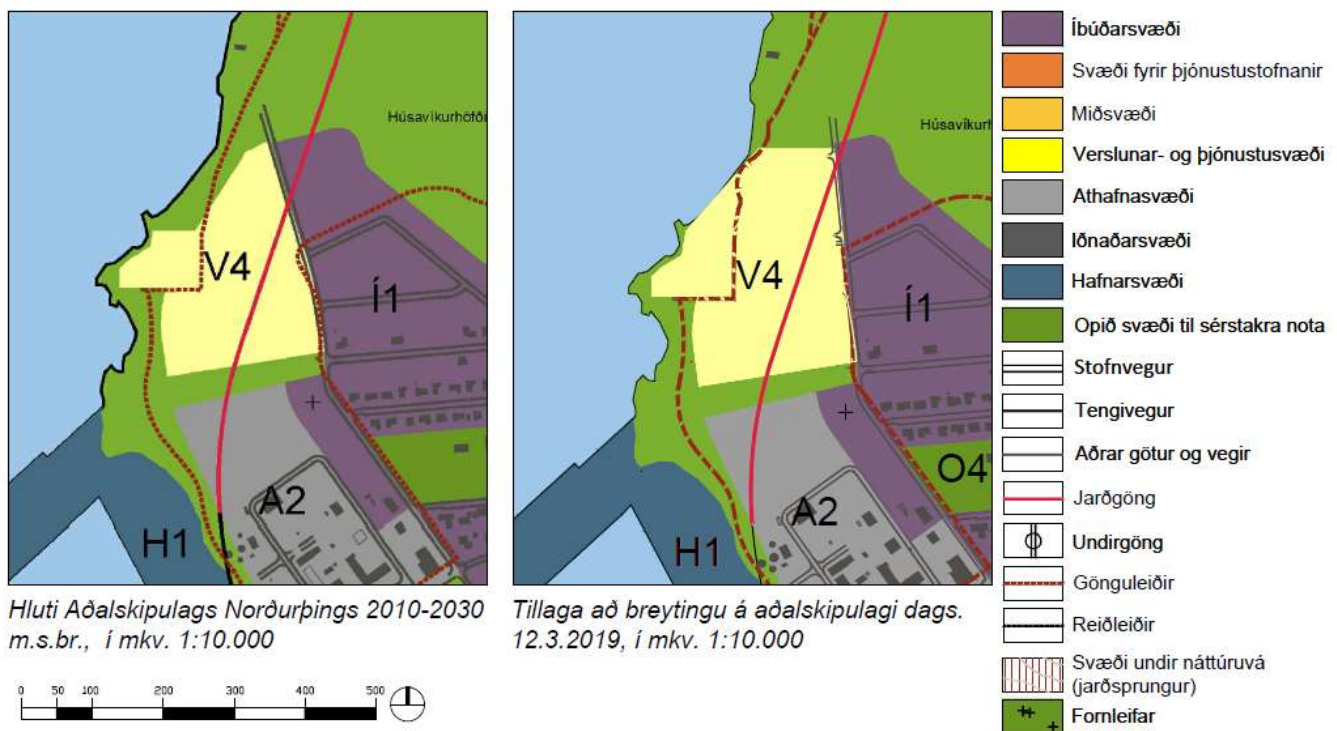 Húsavíkurhöfði
V4
Í1
A2
H1
Húsavíkurh
V4
Í1
O4
A2
H1
Hluti Aðalskipulags Norðurþings 2010-2030
m.s.br., í mkv. 1:10.000
Tillaga að breytingu á aðalskipulagi dags.
12.3.2019, í mkv. 1:10.000
0 50 100 200 300 400 500
Íbúðarsvæði
Svæði fyrir þjónustustofnanir
Miðsvæði
Verslunar- og þjónustusvæði
Athafnasvæði
Iðnaðarsvæði
Hafnarsvæði
Opið svæði til sérstakra nota
Stofnvegur
Tengivegur
Aðrar götur og vegir
Jarðgöng
Undirgöng
Gönguleiðir
Reiðleiðir
Svæði undir náttúruvá
(jarðsprungur)
Fornleifar